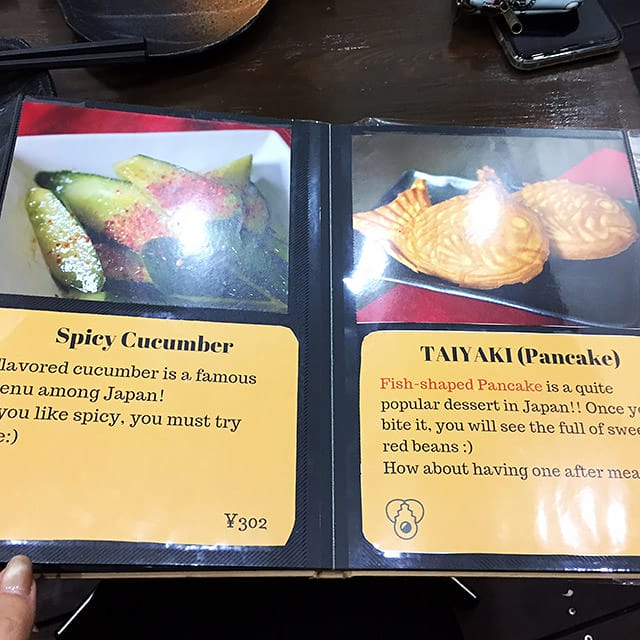 Spicy Cucumber
flavored cucumber is a famous
enu among Japan!
you like spicy, you must try
e:)
¥302
TAIYAKI (Pancake)
Fish-shaped Pancake is a quite
popular dessert in Japan!! Once yo
bite it, you will see the full of swee
red beans :)
How about having one after mea